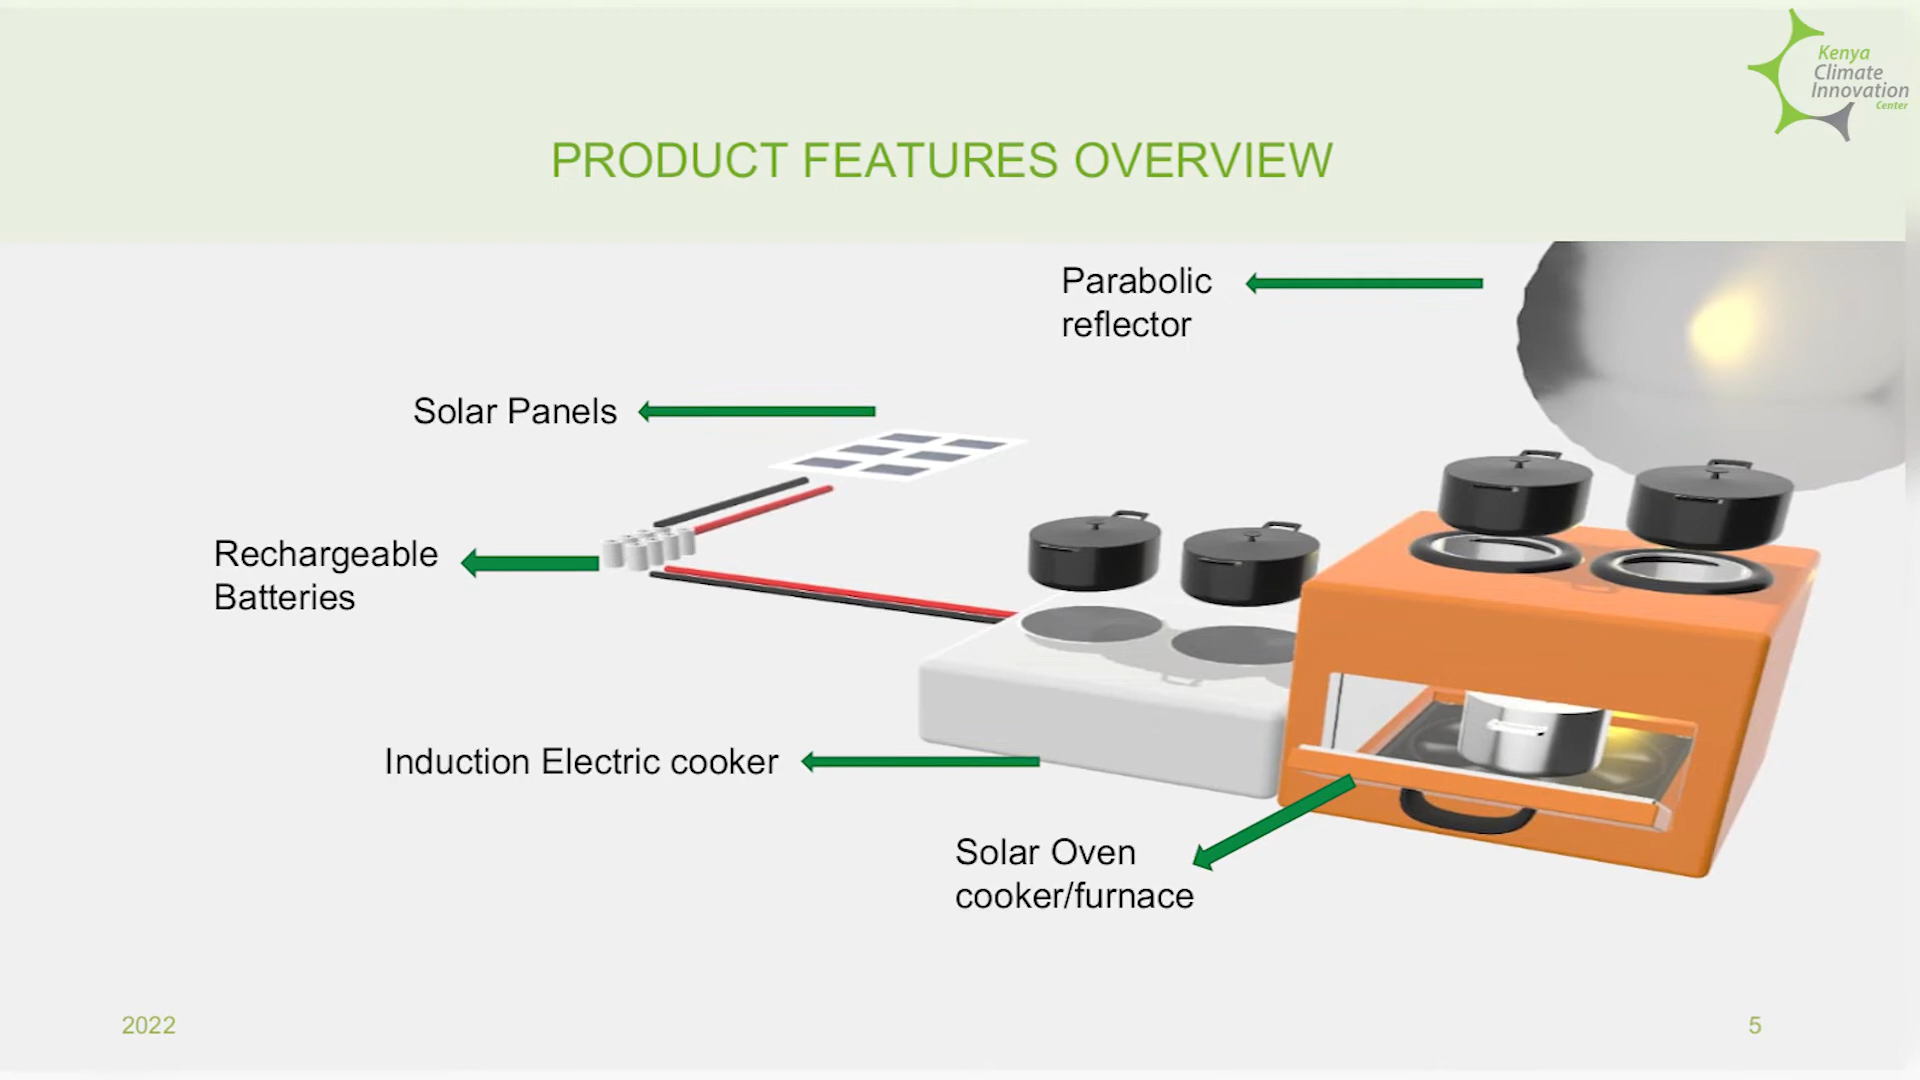 Kenya
Climate
Innovation
Center
PRODUCT FEATURES OVERVIEW
Parabolic
reflector
Solar Panels
Rechargeable
Batteries
Induction Electric cooker
Solar Oven
cooker/furnace
2022
5